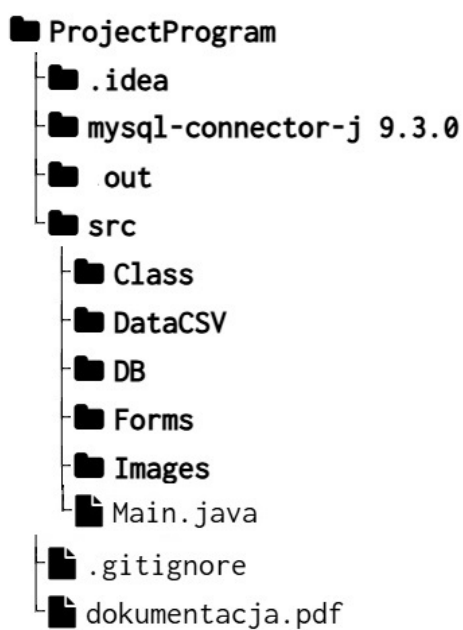 ProjectProgram
.idea
mysql-connector-j 9.3.0
out
src
Class
DataCSV
DB
Forms
Images
Main.java
.gitignore
dokumentacja.pdf